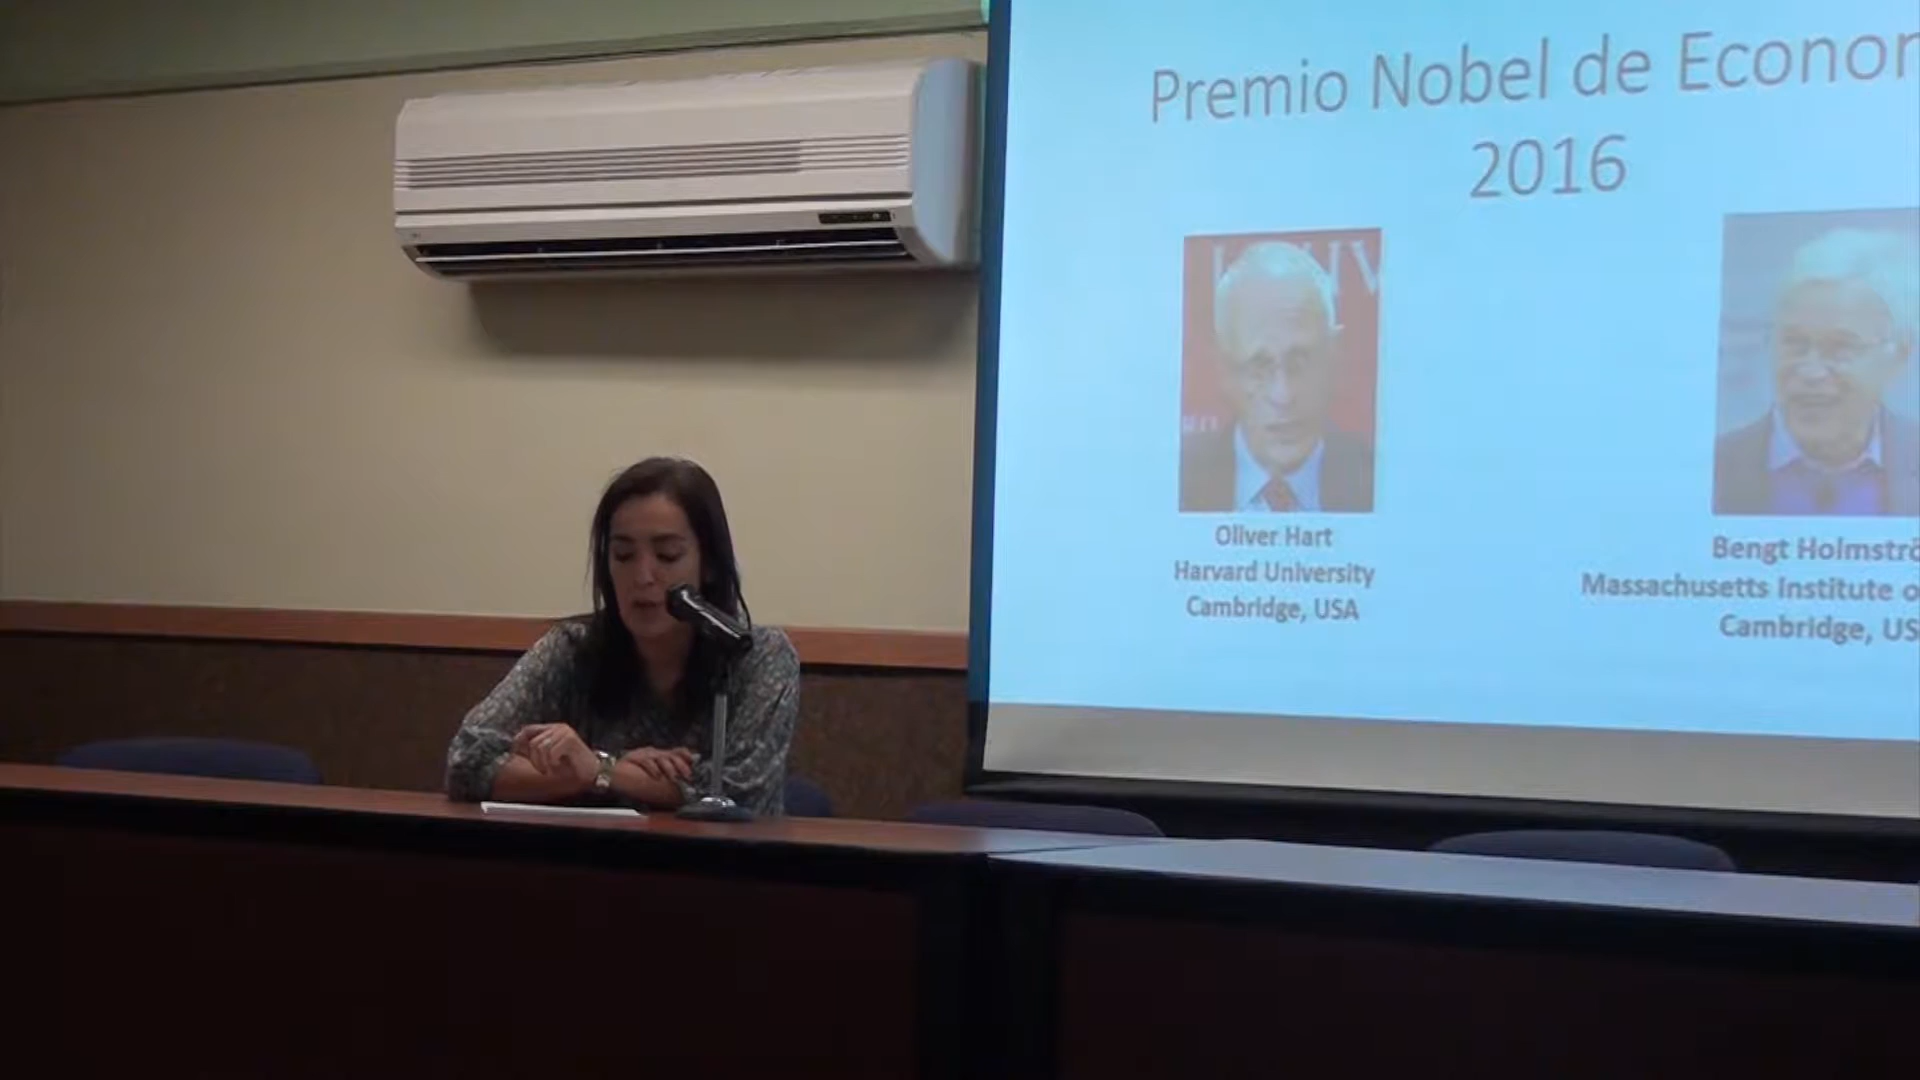 Premio Nobel de Econom
2016
Oliver Hart
Harvard University
Cambridge, USA
Bengt Holmströ
Massachusetts Institute o
Cambridge, US